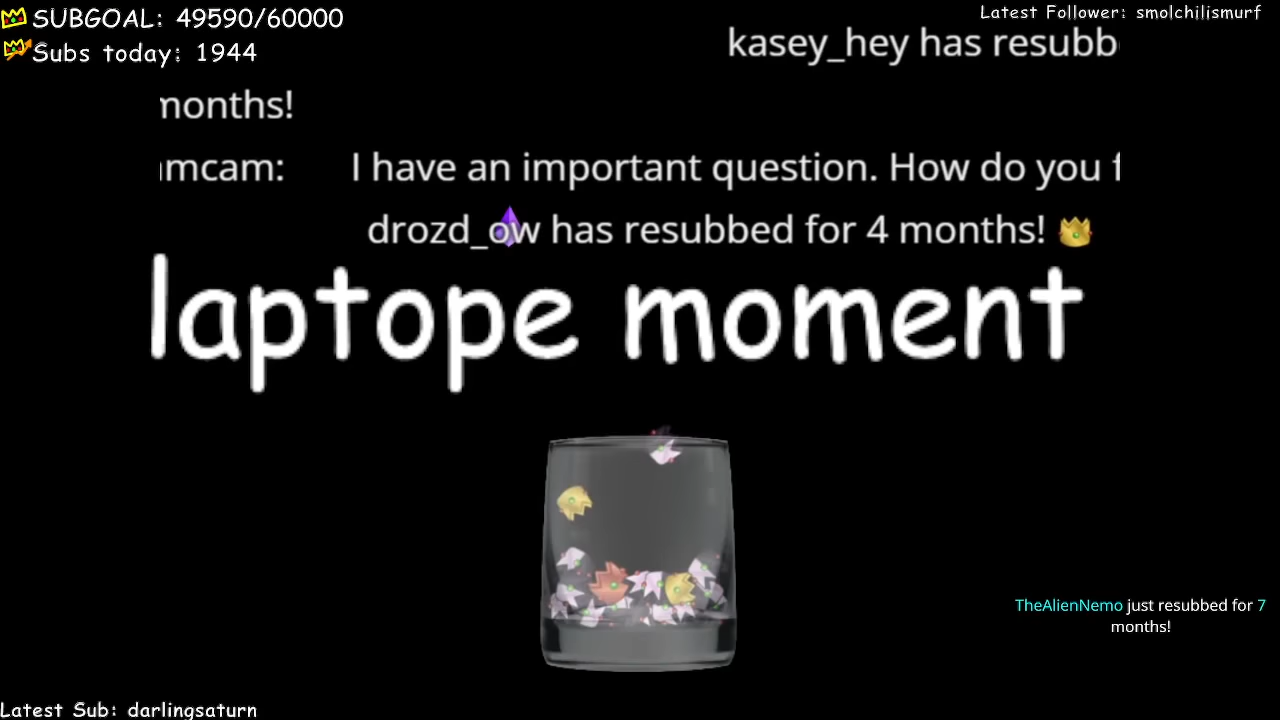 SUBGOAL: 49590/60000
Latest Follower: smolchilismurf
Subs today: 1944
kasey_hey has resubb
months!
mcam: I have an important question. How do you f
drozd_ow has resubbed for 4 months!
laptope moment
TheAlienNemo just resubbed for 7
months!
Latest Sub: darlingsaturn